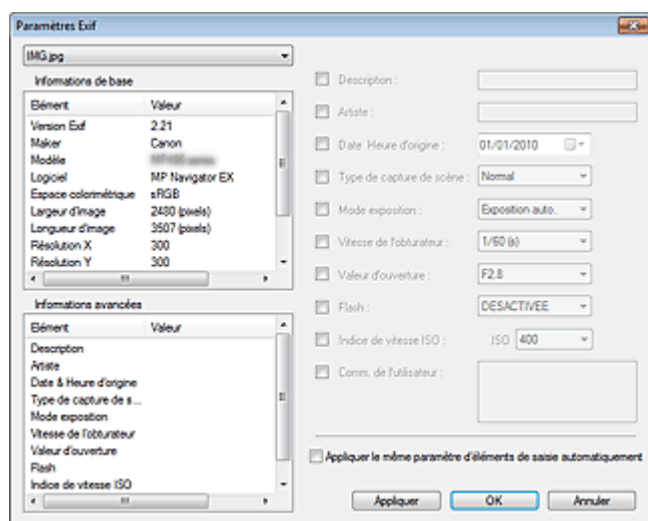 Paramètres Exif
IMG.jpg
Informations de base
Elément Valeur
Version Exif 2.21
Maker Canon
Modèle
Logiciel MP Navigator EX
Espace colorimétrique sRGB
Largeur d'image 2480 (pixels)
Longueur d'image 3507 (pixels)
Résolution X 300
Résolution Y 300
Informations avancées
Elément Valeur
Description
Artiste
Date & Heure d'origine
Type de capture de s...
Mode exposition
Vitesse de l'obturateur
Valeur d'ouverture
Flash
Indice de vitesse ISO
Description :
Artiste :
Date Heure d'origine : 01/01/2010
Type de capture de scène : Normal
Mode exposition : Exposition auto.
Vitesse de l'obturateur : 1/60 (s)
Valeur d'ouverture : F2.8
Flash : DESACTIVEE
Indice de vitesse ISO : ISO 400
Comm. de l'utilisateur :
Appliquer le même paramètre d'éléments de saisie automatiquement
Appliquer OK Annuler